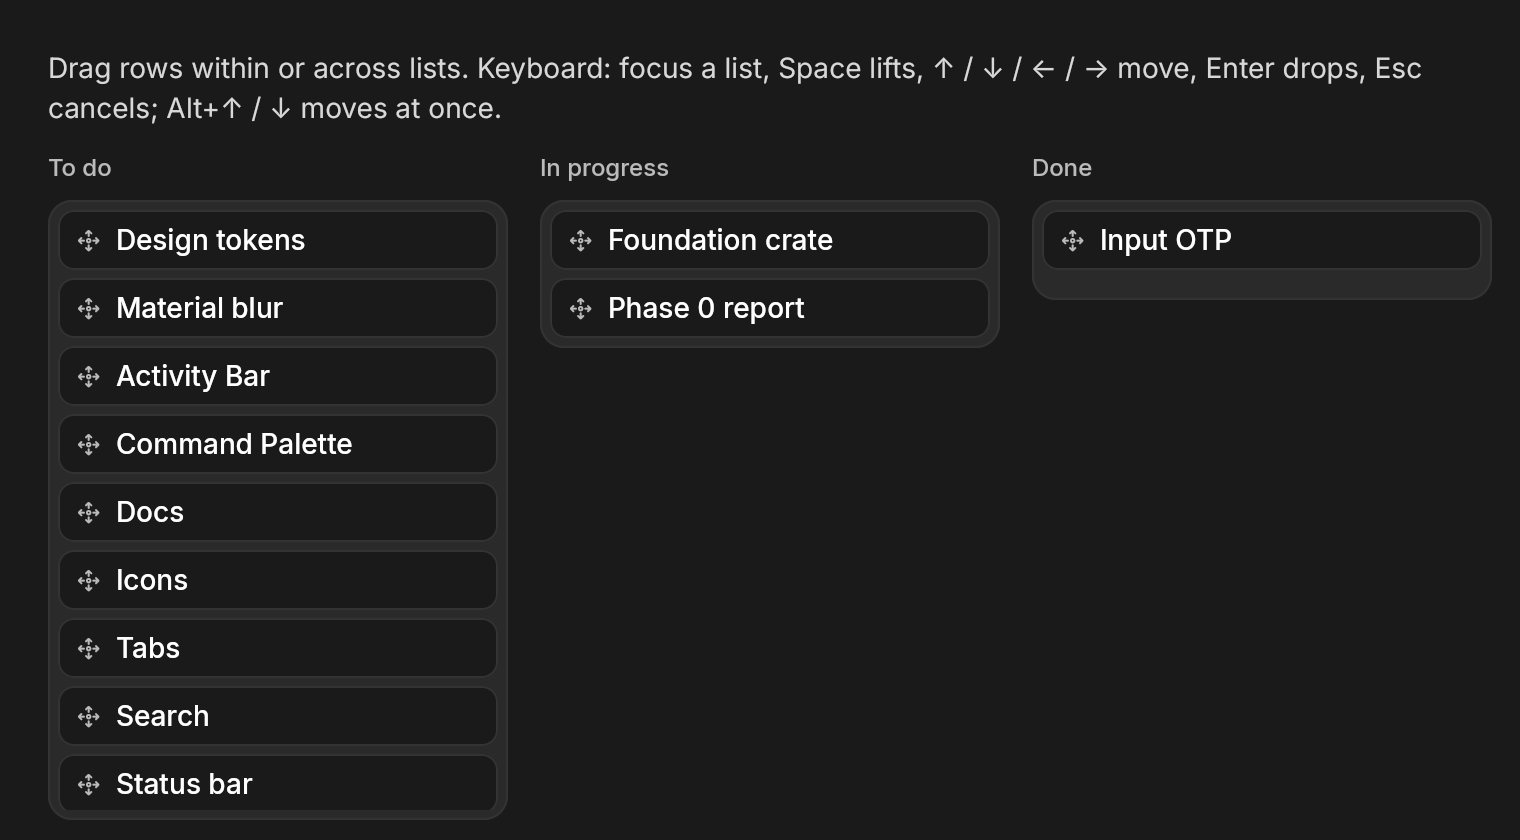 Drag rows within or across lists. Keyboard: focus a list, Space lifts, ↑ / ↓ / ← / → move, Enter drops, Esc
cancels; Alt+↑ / ↓ moves at once.
To do
Design tokens
Material blur
Activity Bar
Command Palette
Docs
Icons
Tabs
Search
Status bar
In progress
Foundation crate
Phase 0 report
Done
Input OTP